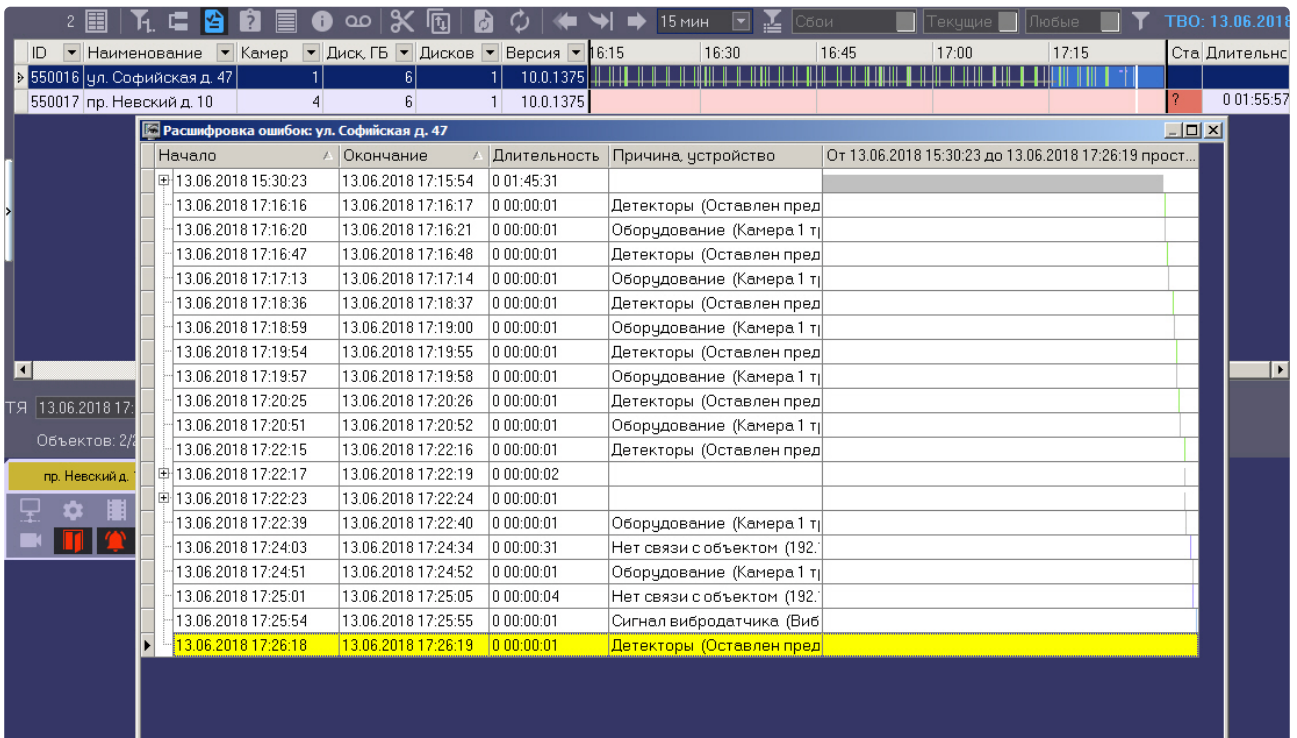 2 15 мин Сбои Текущие Любые ТВО: 13.06.2018
ID Наименование Камер Диск, ГБ Дисков Версия 16:15 16:30 16:45 17:00 17:15 Ста Длительнс
550016 ул. Софийская д. 47 1 6 1 10.0.1375
550017 пр. Невский д. 10 4 6 1 10.0.1375 ? 0 01:55:57
Расшифровка ошибок: ул. Софийская д. 47
Начало Окончание Длительность Причина, устройство От 13.06.2018 15:30:23 до 13.06.2018 17:26:19 прост...
13.06.2018 15:30:23 13.06.2018 17:15:54 0 01:45:31
13.06.2018 17:16:16 13.06.2018 17:16:17 0 00:00:01 Детекторы (Оставлен пред
13.06.2018 17:16:20 13.06.2018 17:16:21 0 00:00:01 Оборудование (Камера 1 т
13.06.2018 17:16:47 13.06.2018 17:16:48 0 00:00:01 Детекторы (Оставлен пред
13.06.2018 17:17:13 13.06.2018 17:17:14 0 00:00:01 Оборудование (Камера 1 т
13.06.2018 17:18:36 13.06.2018 17:18:37 0 00:00:01 Детекторы (Оставлен пред
13.06.2018 17:18:59 13.06.2018 17:19:00 0 00:00:01 Оборудование (Камера 1 т
13.06.2018 17:19:54 13.06.2018 17:19:55 0 00:00:01 Детекторы (Оставлен пред
13.06.2018 17:19:57 13.06.2018 17:19:58 0 00:00:01 Оборудование (Камера 1 т
13.06.2018 17:20:25 13.06.2018 17:20:26 0 00:00:01 Детекторы (Оставлен пред
13.06.2018 17:20:51 13.06.2018 17:20:52 0 00:00:01 Оборудование (Камера 1 т
13.06.2018 17:22:15 13.06.2018 17:22:16 0 00:00:01 Детекторы (Оставлен пред
13.06.2018 17:22:17 13.06.2018 17:22:19 0 00:00:02
13.06.2018 17:22:23 13.06.2018 17:22:24 0 00:00:01
13.06.2018 17:22:39 13.06.2018 17:22:40 0 00:00:01 Оборудование (Камера 1 т
13.06.2018 17:24:03 13.06.2018 17:24:34 0 00:00:31 Нет связи с объектом (192.
13.06.2018 17:24:51 13.06.2018 17:24:52 0 00:00:01 Оборудование (Камера 1 т
13.06.2018 17:25:01 13.06.2018 17:25:05 0 00:00:04 Нет связи с объектом (192.
13.06.2018 17:25:54 13.06.2018 17:25:55 0 00:00:01 Сигнал вибродатчика (Виб
13.06.2018 17:26:18 13.06.2018 17:26:19 0 00:00:01 Детекторы (Оставлен пред
ТЯ 13.06.2018 17:
Объектов: 2/2
пр. Невский д.